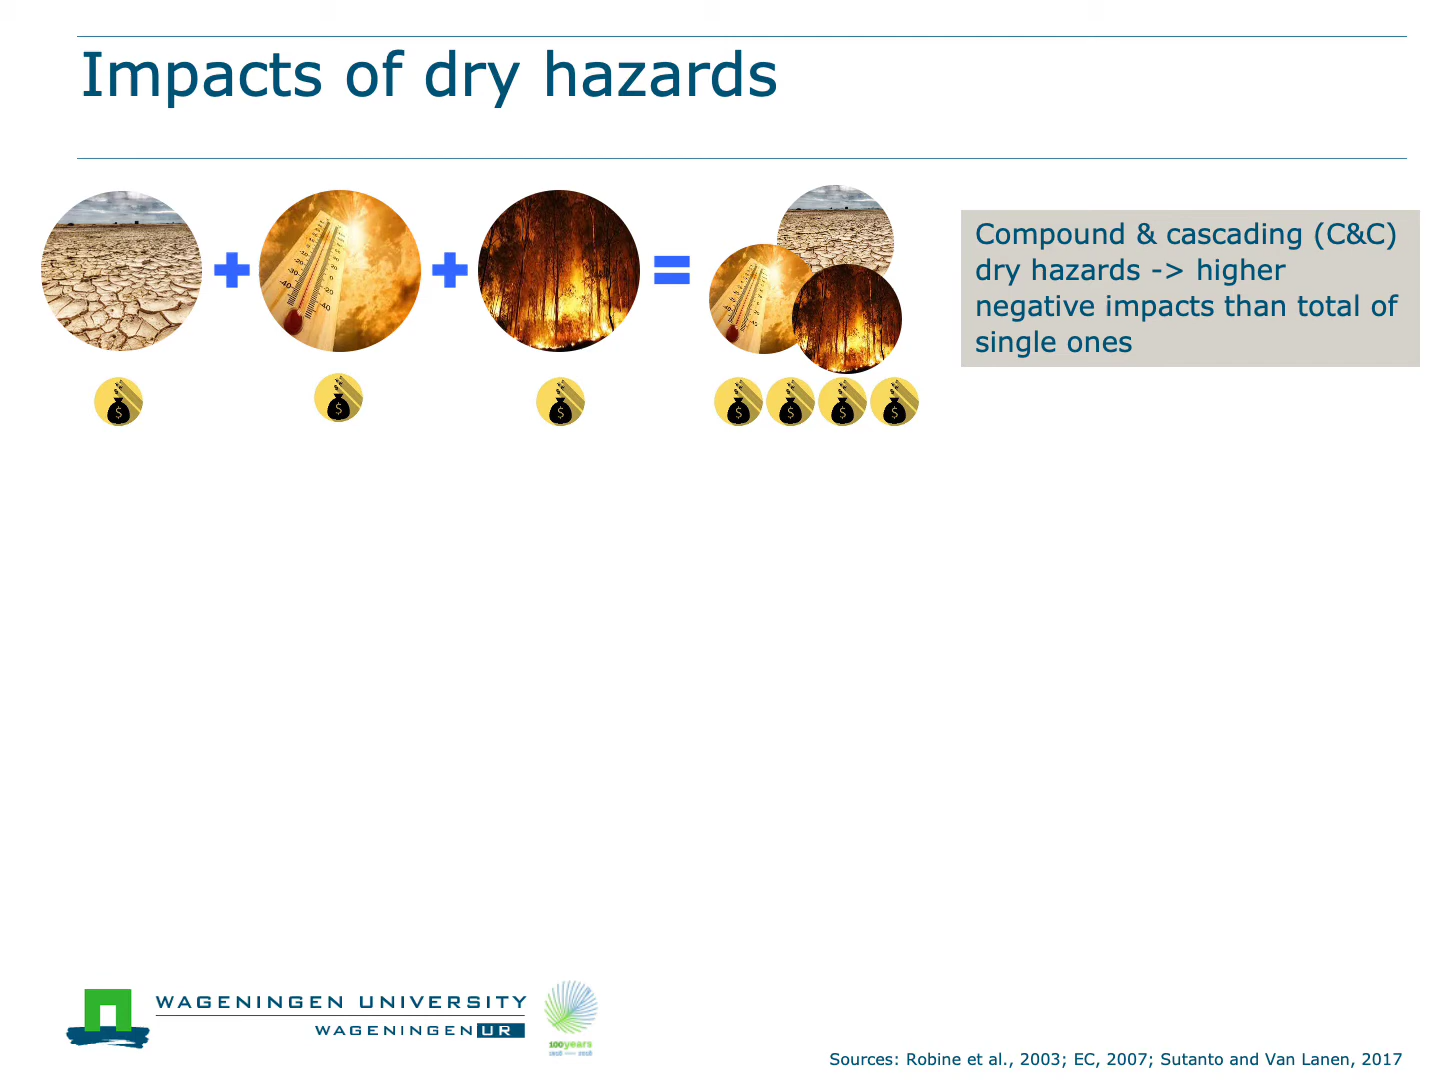 Impacts of dry hazards
Compound & cascading (C&C)
dry hazards -> higher
negative impacts than total of
single ones
WAGENINGEN UNIVERSITY
WAGENINGEN UR
100years
Sources: Robine et al., 2003; EC, 2007; Sutanto and Van Lanen, 2017